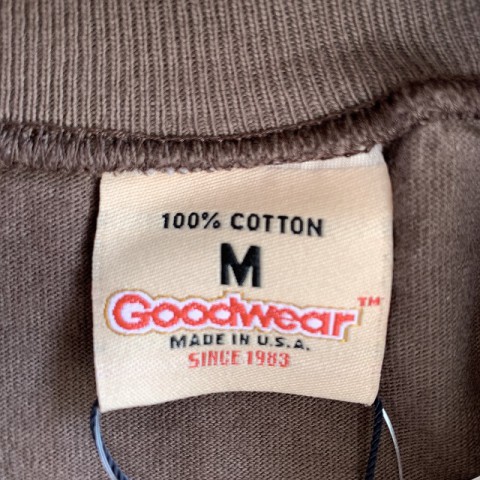 100% COTTON
M
Goodwear™
MADE IN U.S.A.
SINCE 1983